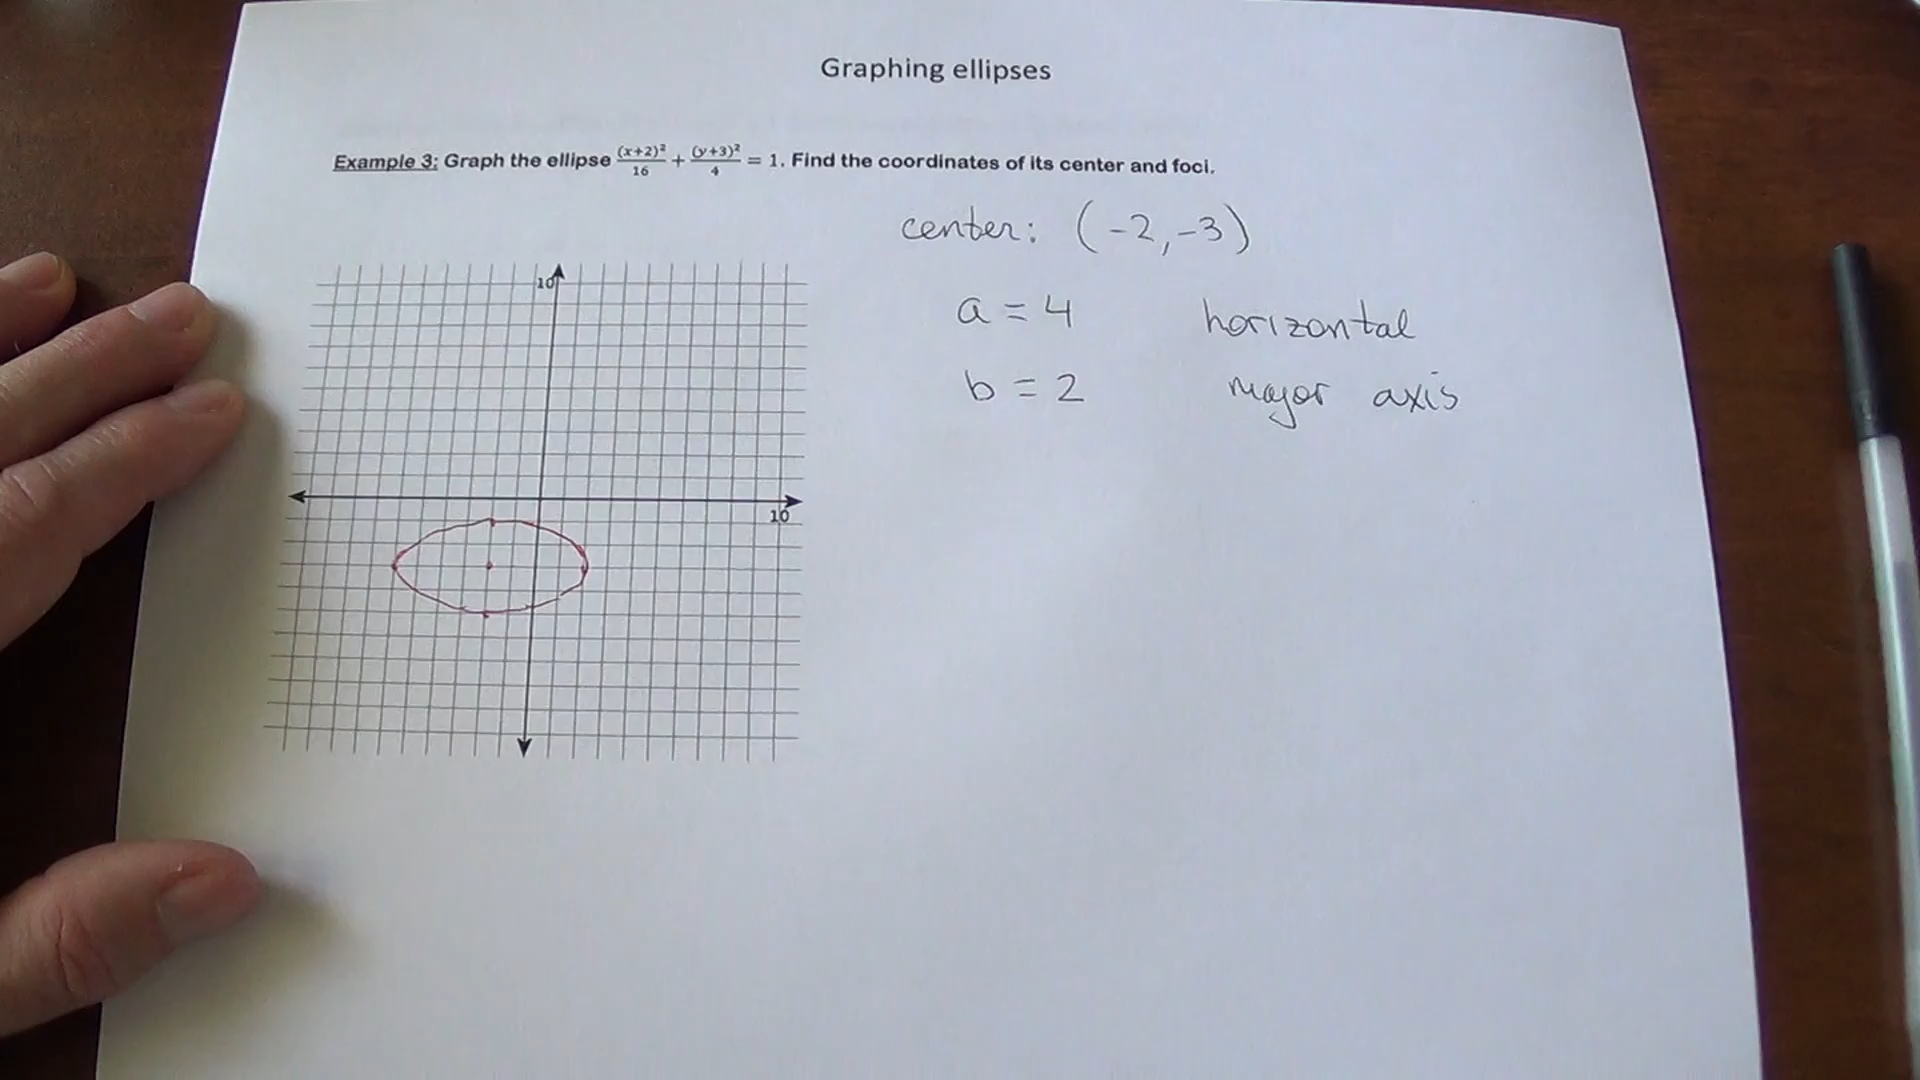 Graphing ellipses
Example 3: Graph the ellipse (x+2)²/16 + (y+3)²/4 = 1. Find the coordinates of its center and foci.
center: (-2, -3)
a = 4 horizontal
b = 2 major axis
10
10